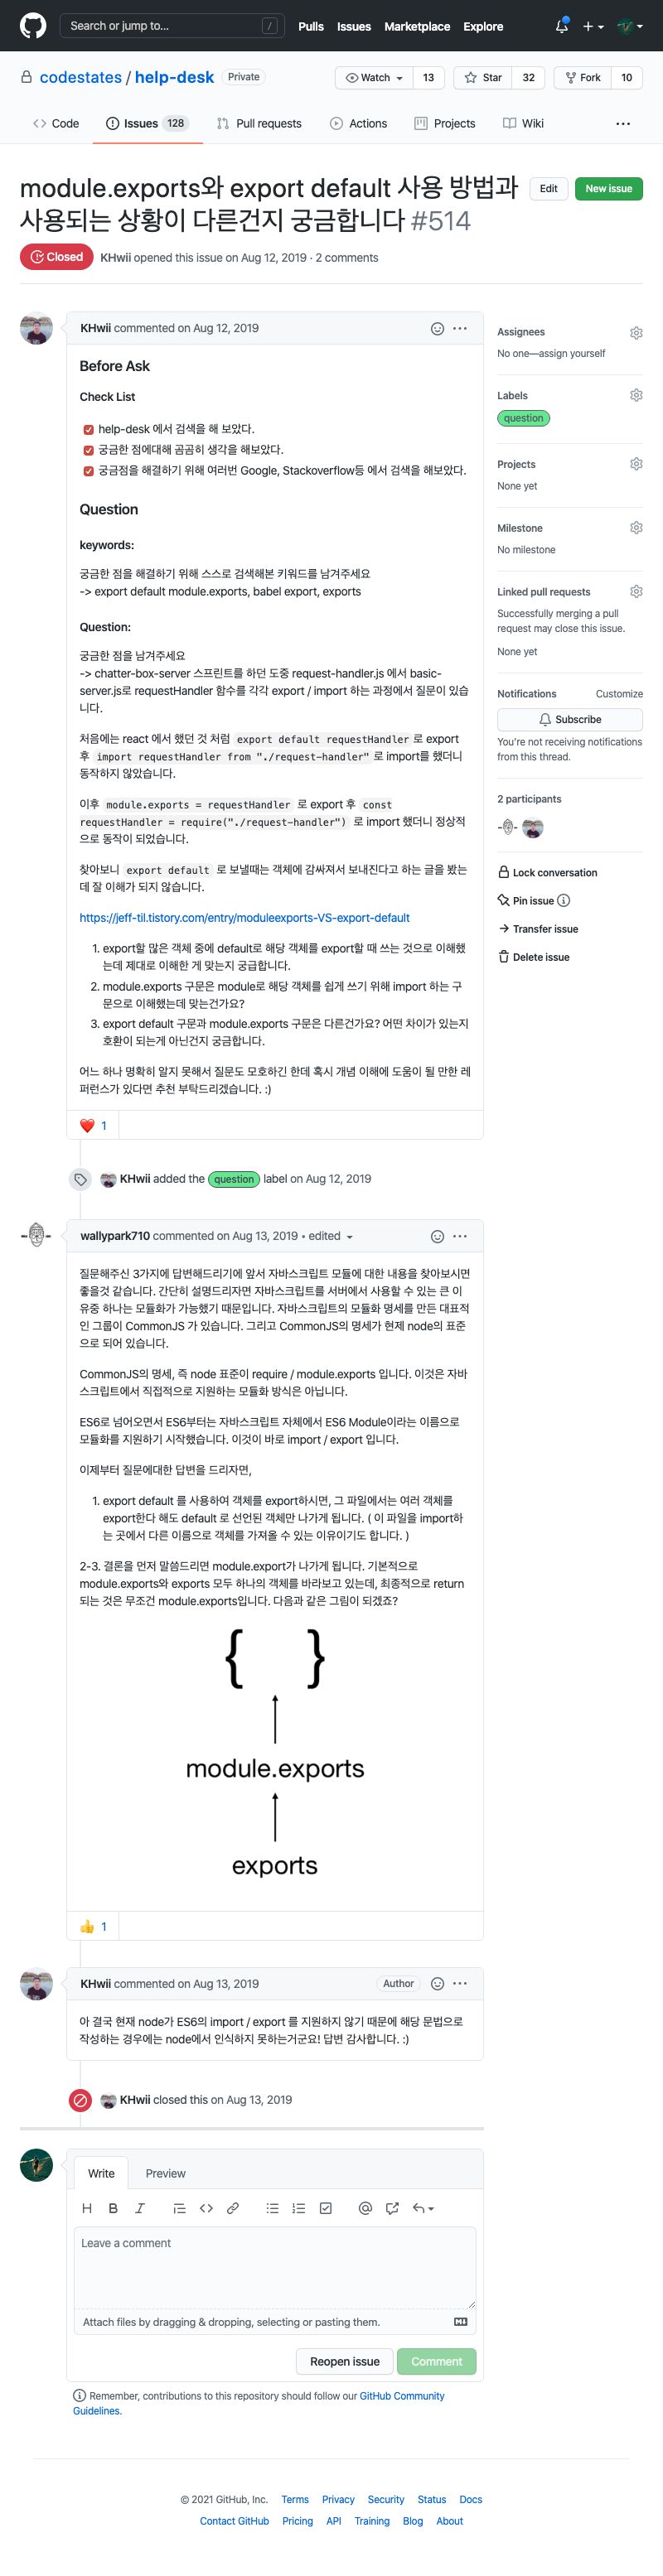 Search or jump to...
/
Pulls Issues Marketplace Explore
codestates / help-desk Private
Watch 13 Star 32 Fork 10
Code Issues 128 Pull requests Actions Projects Wiki
module.exports와 export default 사용 방법과
사용되는 상황이 다른건지 궁금합니다 #514
Edit New issue
Closed KHwii opened this issue on Aug 12, 2019 · 2 comments
KHwii commented on Aug 12, 2019
Before Ask
Check List
help-desk 에서 검색을 해 보았다.
궁금한 점에대해 곰곰히 생각을 해보았다.
궁금점을 해결하기 위해 여러번 Google, Stackoverflow등 에서 검색을 해보았다.
Question
keywords:
궁금한 점을 해결하기 위해 스스로 검색해본 키워드를 남겨주세요
-> export default module.exports, babel export, exports
Question:
궁금한 점을 남겨주세요
-> chatter-box-server 스프린트를 하던 도중 request-handler.js 에서 basic-
server.js로 requestHandler 함수를 각각 export / import 하는 과정에서 질문이 있습
니다.
처음에는 react 에서 했던 것 처럼 export default requestHandler 로 export
후 import requestHandler from "./request-handler" 로 import를 했더니
동작하지 않았습니다.
이후 module.exports = requestHandler 로 export 후 const
requestHandler = require("./request-handler") 로 import 했더니 정상적
으로 동작이 되었습니다.
찾아보니 export default 로 보낼때는 객체에 감싸져서 보내진다고 하는 글을 봤는
데 잘 이해가 되지 않습니다.
https://jeff-til.tistory.com/entry/moduleexports-VS-export-default
1. export할 많은 객체 중에 default로 해당 객체를 export할 때 쓰는 것으로 이해했
는데 제대로 이해한 게 맞는지 궁급합니다.
2. module.exports 구문은 module로 해당 객체를 쉽게 쓰기 위해 import 하는 구
문으로 이해했는데 맞는건가요?
3. export default 구문과 module.exports 구문은 다른건가요? 어떤 차이가 있는지
호환이 되는게 아닌건지 궁금합니다.
어느 하나 명확히 알지 못해서 질문도 모호하긴 한데 혹시 개념 이해에 도움이 될 만한 레
퍼런스가 있다면 추천 부탁드리겠습니다. :)
❤️ 1
KHwii added the question label on Aug 12, 2019
wallypark710 commented on Aug 13, 2019 • edited
질문해주신 3가지에 답변해드리기에 앞서 자바스크립트 모듈에 대한 내용을 찾아보시면
좋을것 같습니다. 간단히 설명드리자면 자바스크립트를 서버에서 사용할 수 있는 큰 이
유중 하나는 모듈화가 가능했기 때문입니다. 자바스크립트의 모듈화 명세를 만든 대표적
인 그룹이 CommonJS 가 있습니다. 그리고 CommonJS의 명세가 현재 node의 표준
으로 되어 있습니다.
CommonJS의 명세, 즉 node 표준이 require / module.exports 입니다. 이것은 자바
스크립트에서 직접적으로 지원하는 모듈화 방식은 아닙니다.
ES6로 넘어오면서 ES6부터는 자바스크립트 자체에서 ES6 Module이라는 이름으로
모듈화를 지원하기 시작했습니다. 이것이 바로 import / export 입니다.
이제부터 질문에대한 답변을 드리자면,
1. export default 를 사용하여 객체를 export하시면, 그 파일에서는 여러 객체를
export한다 해도 default 로 선언된 객체만 나가게 됩니다. ( 이 파일을 import하
는 곳에서 다른 이름으로 객체를 가져올 수 있는 이유이기도 합니다. )
2-3. 결론을 먼저 말씀드리면 module.export가 나가게 됩니다. 기본적으로
module.exports와 exports 모두 하나의 객체를 바라보고 있는데, 최종적으로 return
되는 것은 무조건 module.exports입니다. 다음과 같은 그림이 되겠죠?
{ }
module.exports
exports
👍 1
KHwii commented on Aug 13, 2019 Author
아 결국 현재 node가 ES6의 import / export 를 지원하지 않기 때문에 해당 문법으로
작성하는 경우에는 node에서 인식하지 못하는거군요! 답변 감사합니다. :)
KHwii closed this on Aug 13, 2019
Write Preview
H B I
Leave a comment
Attach files by dragging & dropping, selecting or pasting them.
Reopen issue Comment
Remember, contributions to this repository should follow our GitHub Community
Guidelines.
Assignees
No one—assign yourself
Labels
question
Projects
None yet
Milestone
No milestone
Linked pull requests
Successfully merging a pull
request may close this issue.
None yet
Notifications Customize
Subscribe
You're not receiving notifications
from this thread.
2 participants
Lock conversation
Pin issue
Transfer issue
Delete issue
© 2021 GitHub, Inc. Terms Privacy Security Status Docs
Contact GitHub Pricing API Training Blog About